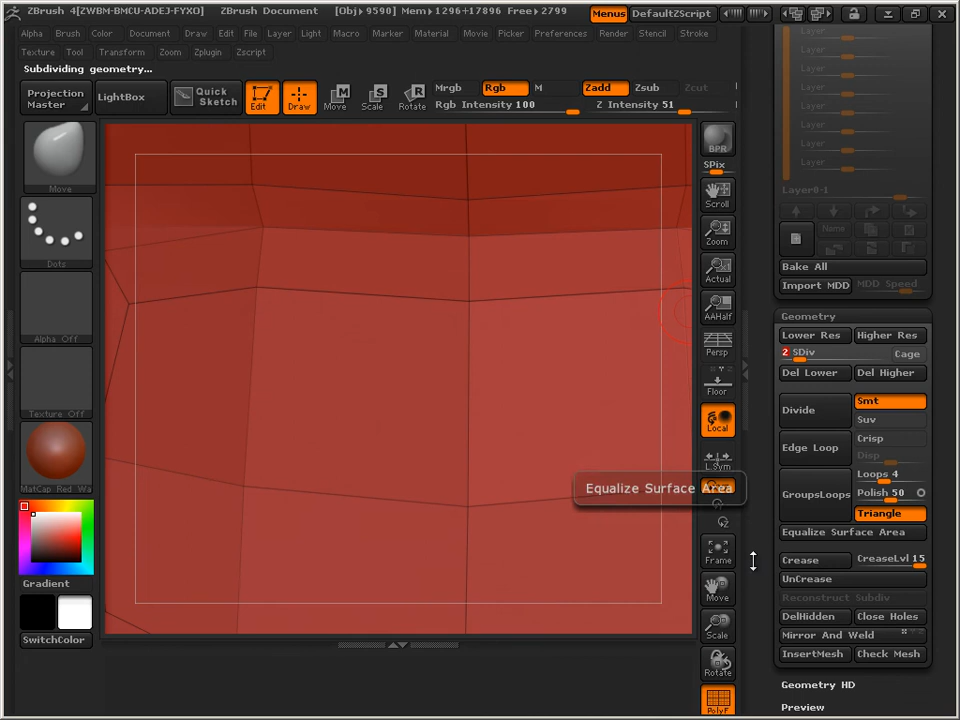 ZBrush 4[ZWBM-BMCU-ADEJ-FYXO] ZBrush Document [Obj▸9590] Mem▸1296+17896 Free▸2799 Menus DefaultZScript
Alpha Brush Color Document Draw Edit File Layer Light Macro Marker Material Movie Picker Preferences Render Stencil Stroke
Texture Tool Transform Zoom Zplugin Zscript
Subdividing geometry...
Projection Master
LightBox
Quick Sketch
Edit
Draw
Move
Scale
Rotate
Mrgb Rgb M
Rgb Intensity 100
Zadd Zsub Zcut
Z Intensity 51
Move
Dots
Alpha Off
Texture Off
MatCap Red Wa
Gradient
SwitchColor
BPR
SPix
Scroll
Zoom
Actual
AAHalf
Persp
Floor
Local
L.Sym
Frame
Move
Scale
Rotate
PolyF
Equalize Surface Area
Layer
Layer
Layer
Layer
Layer
Layer
Layer
Layer
Layer0-1
Name
Bake All
Import MDD MDD Speed
Geometry
Lower Res Higher Res
2 SDiv Cage
Del Lower Del Higher
Divide
Smt
Suv
Edge Loop
Crisp
Disp
GroupsLoops
Loops 4
Polish 50
Triangle
Equalize Surface Area
Crease CreaseLvl 15
UnCrease
Reconstruct Subdiv
DelHidden Close Holes
Mirror And Weld
InsertMesh Check Mesh
Geometry HD
Preview